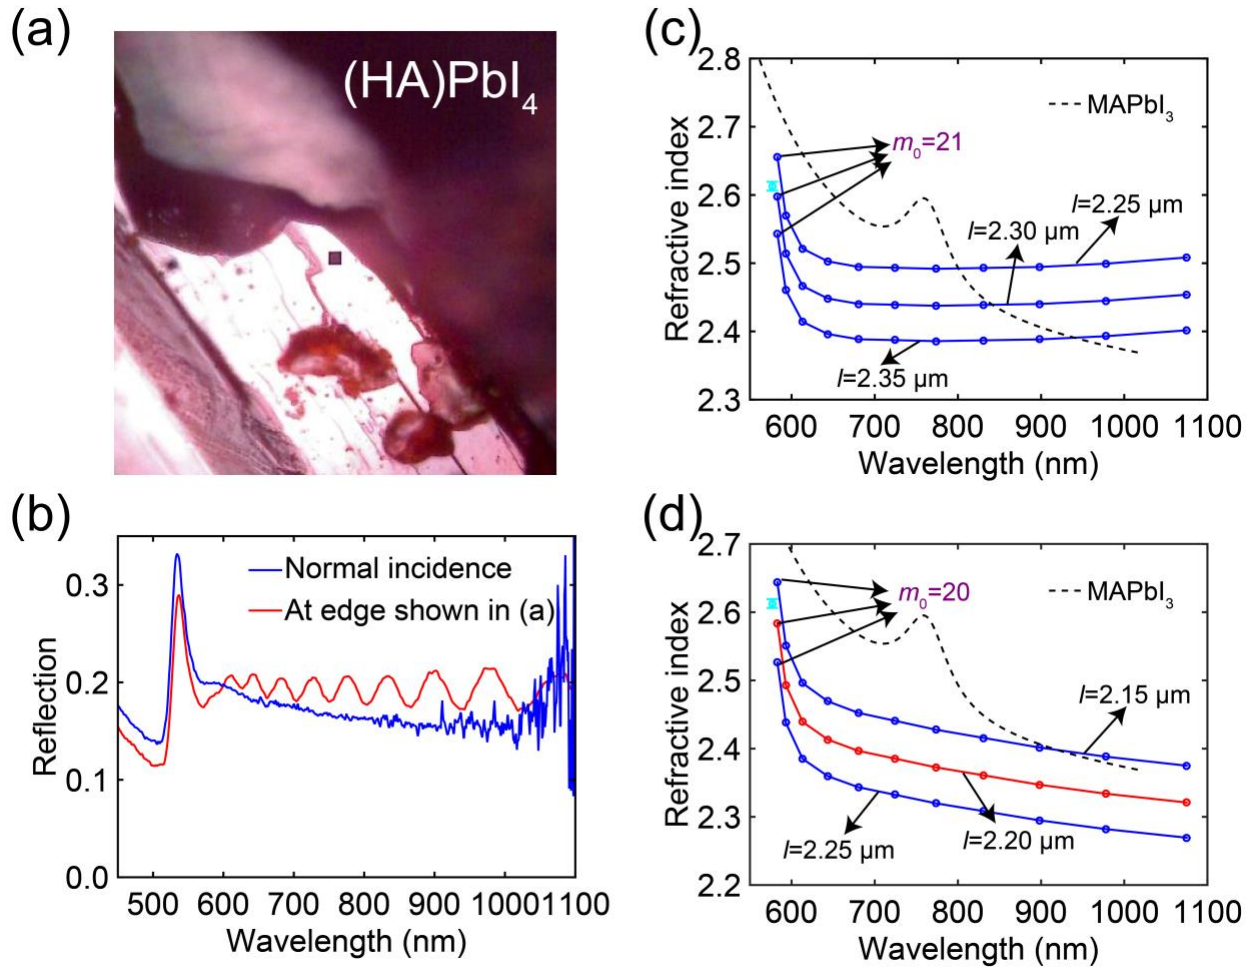 (a)
(HA)PbI4
(b)
Normal incidence
At edge shown in (a)
0.3
0.2
0.1
0.0
Reflection
500 600 700 800 900 1000 1100
Wavelength (nm)
(c)
2.8
2.7
2.6
2.5
2.4
2.3
Refractive index
MAPbI3
m0=21
l=2.25 µm
l=2.30 µm
l=2.35 µm
600 700 800 900 1000 1100
Wavelength (nm)
(d)
2.7
2.6
2.5
2.4
2.3
2.2
Refractive index
MAPbI3
m0=20
l=2.15 µm
l=2.20 µm
l=2.25 µm
600 700 800 900 1000 1100
Wavelength (nm)